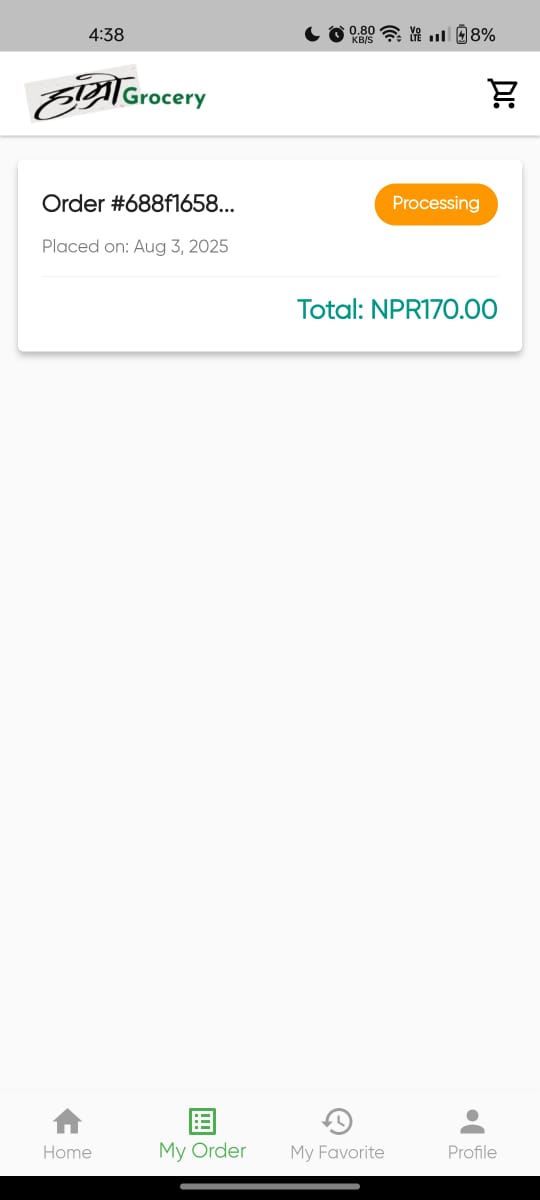 4:38
0.80 KB/S
Vo LTE
8%
हाम्रो Grocery
Order #688f1658...
Processing
Placed on: Aug 3, 2025
Total: NPR170.00
Home
My Order
My Favorite
Profile